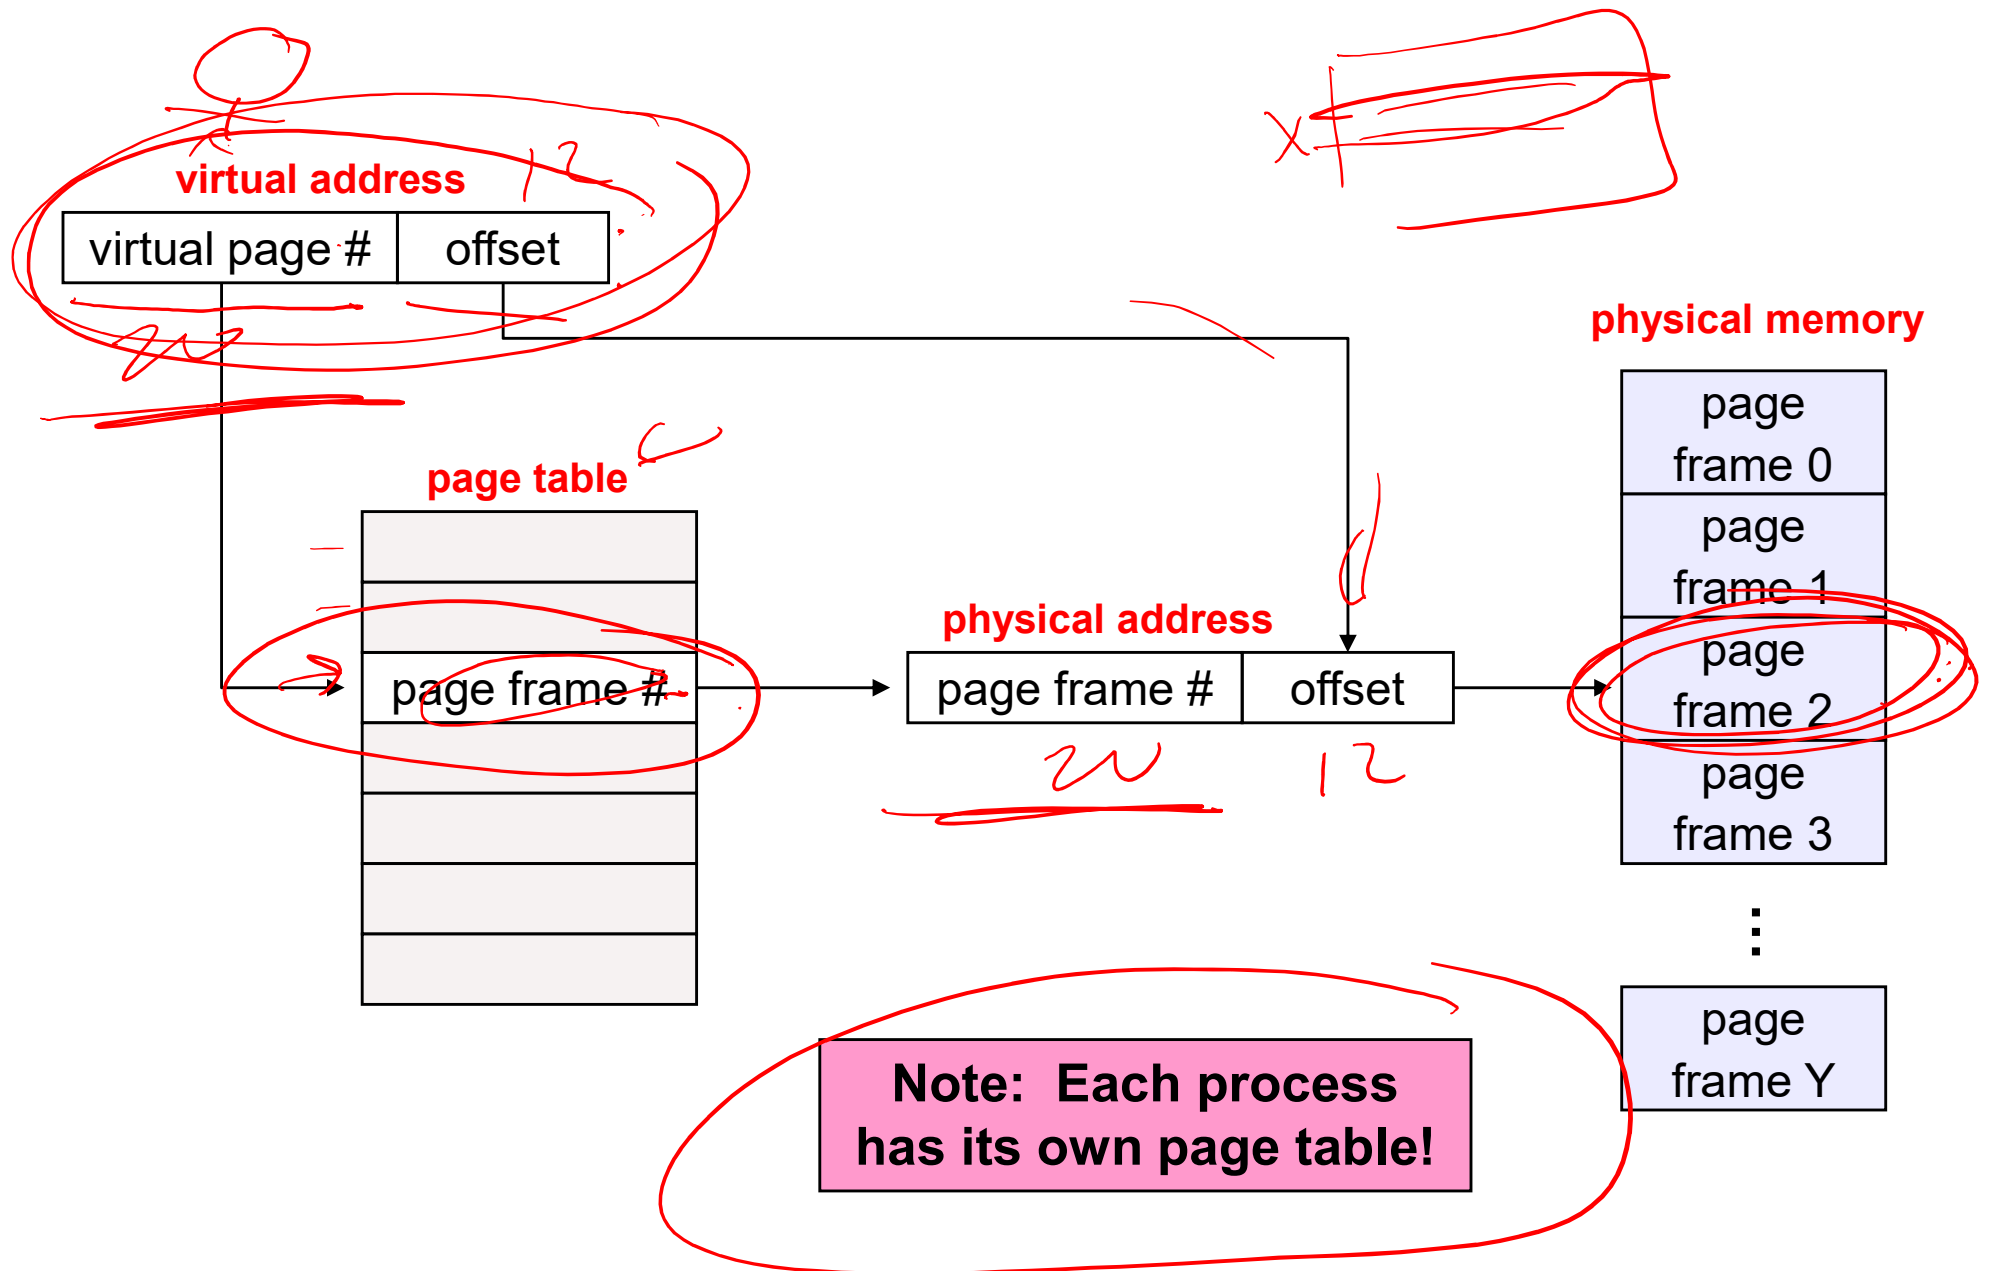 virtual address
12
virtual page # offset
20
physical memory
page
frame 0
page
frame 1
page
frame 2
page
frame 3
page table
page frame #
physical address
page frame # offset
20 12
page
frame Y
Note: Each process
has its own page table!